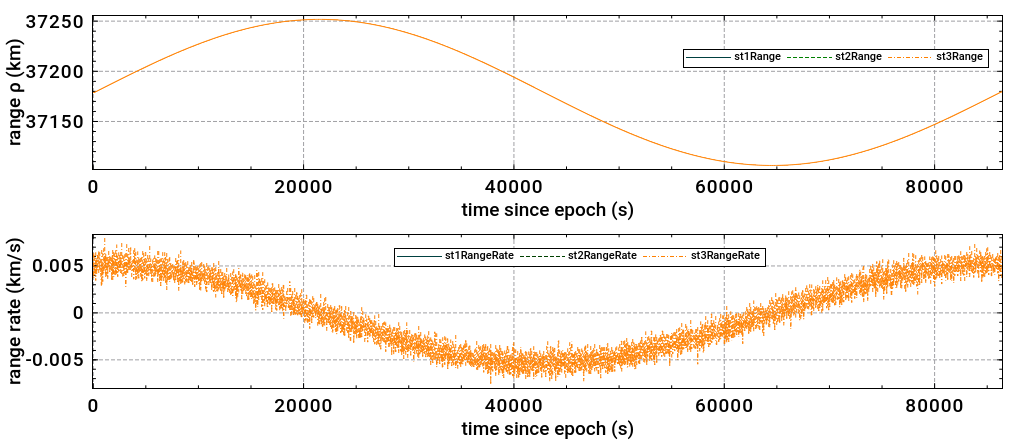 37250
37200
37150
range ρ (km)
st1Range st2Range st3Range
0 20000 40000 60000 80000
time since epoch (s)
0.005
0
-0.005
range rate (km/s)
st1RangeRate st2RangeRate st3RangeRate
0 20000 40000 60000 80000
time since epoch (s)